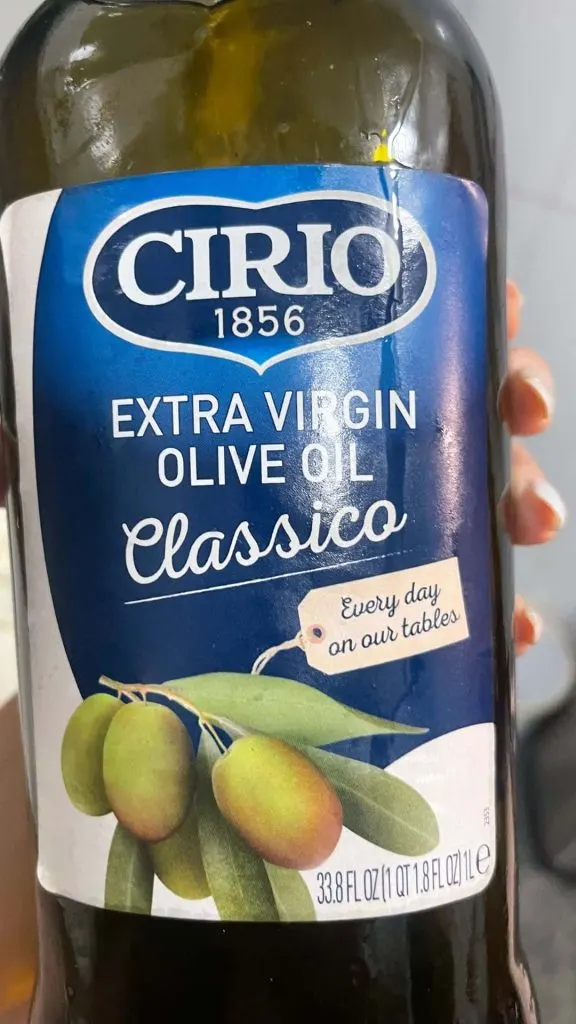 CIRIO
1856
EXTRA VIRGIN
OLIVE OIL
Classico
Every day
on our tables
33.8 FL OZ (1 QT 1.8 FL OZ) 1L e
2353